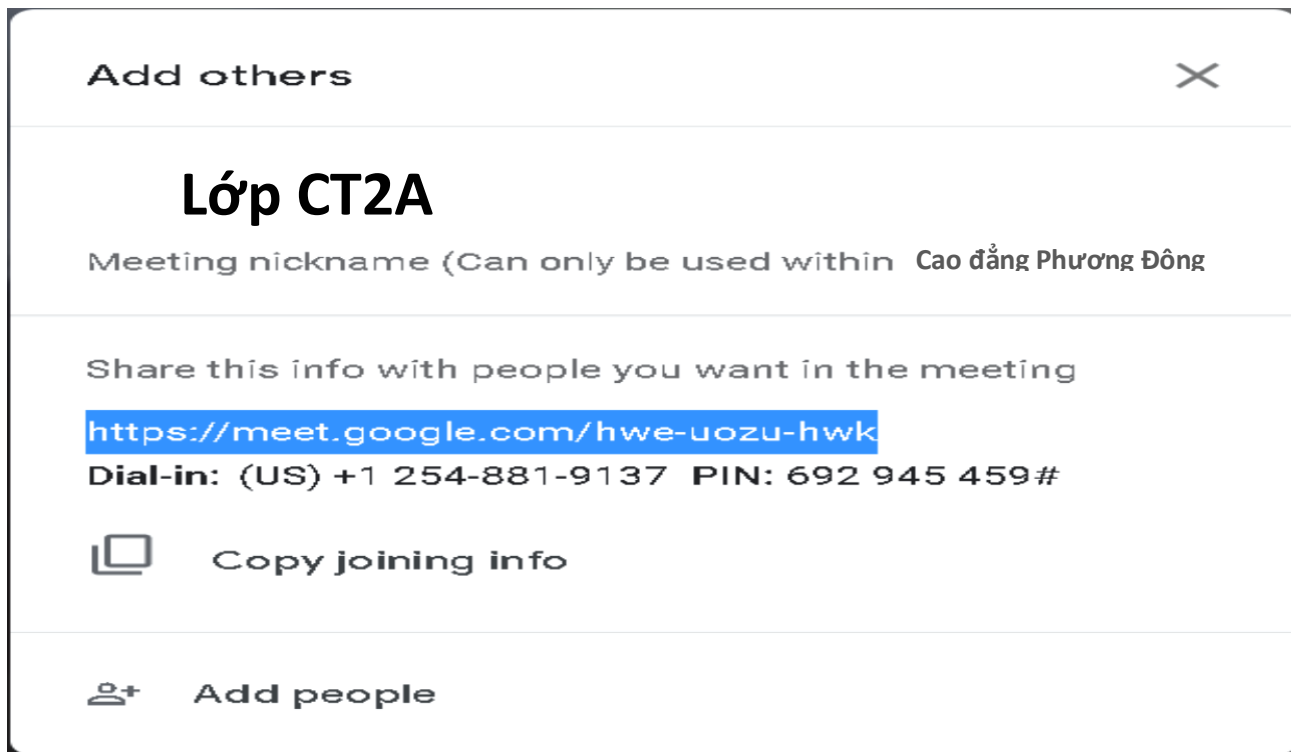 Add others
Lớp CT2A
Meeting nickname (Can only be used within Cao đẳng Phương Đông
Share this info with people you want in the meeting
https://meet.google.com/hwe-uozu-hwk
Dial-in: (US) +1 254-881-9137 PIN: 692 945 459#
Copy joining info
Add people